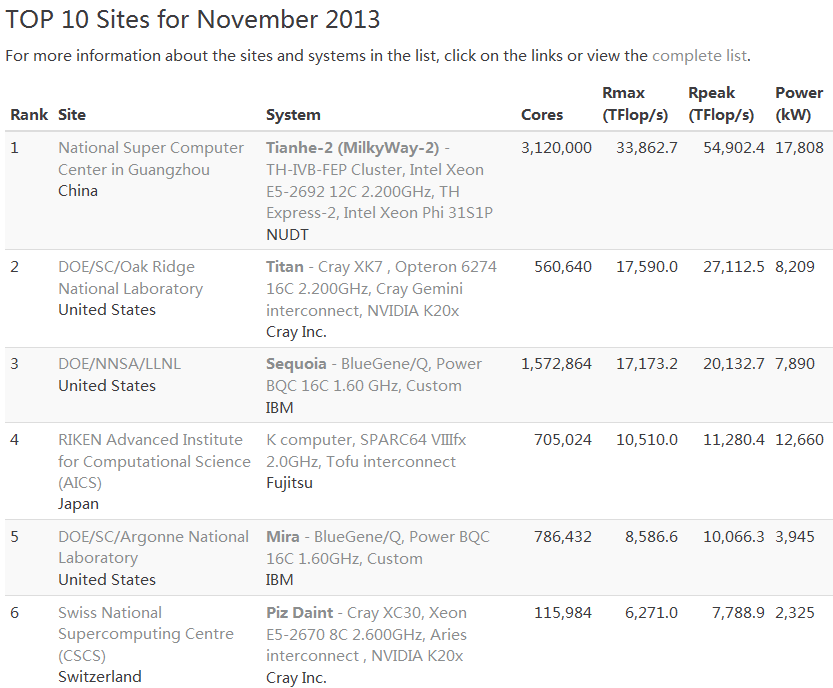 TOP 10 Sites for November 2013
For more information about the sites and systems in the list, click on the links or view the complete list.
Rank Site System Cores Rmax (TFlop/s) Rpeak (TFlop/s) Power (kW)
1 National Super Computer Tianhe-2 (MilkyWay-2) - 3,120,000 33,862.7 54,902.4 17,808
Center in Guangzhou TH-IVB-FEP Cluster, Intel Xeon
China E5-2692 12C 2.200GHz, TH
Express-2, Intel Xeon Phi 31S1P
NUDT
2 DOE/SC/Oak Ridge Titan - Cray XK7 , Opteron 6274 560,640 17,590.0 27,112.5 8,209
National Laboratory 16C 2.200GHz, Cray Gemini
United States interconnect, NVIDIA K20x
Cray Inc.
3 DOE/NNSA/LLNL Sequoia - BlueGene/Q, Power 1,572,864 17,173.2 20,132.7 7,890
United States BQC 16C 1.60 GHz, Custom
IBM
4 RIKEN Advanced Institute K computer, SPARC64 VIIIfx 705,024 10,510.0 11,280.4 12,660
for Computational Science 2.0GHz, Tofu interconnect
(AICS) Fujitsu
Japan
5 DOE/SC/Argonne National Mira - BlueGene/Q, Power BQC 786,432 8,586.6 10,066.3 3,945
Laboratory 16C 1.60GHz, Custom
United States IBM
6 Swiss National Piz Daint - Cray XC30, Xeon 115,984 6,271.0 7,788.9 2,325
Supercomputing Centre E5-2670 8C 2.600GHz, Aries
(CSCS) interconnect , NVIDIA K20x
Switzerland Cray Inc.